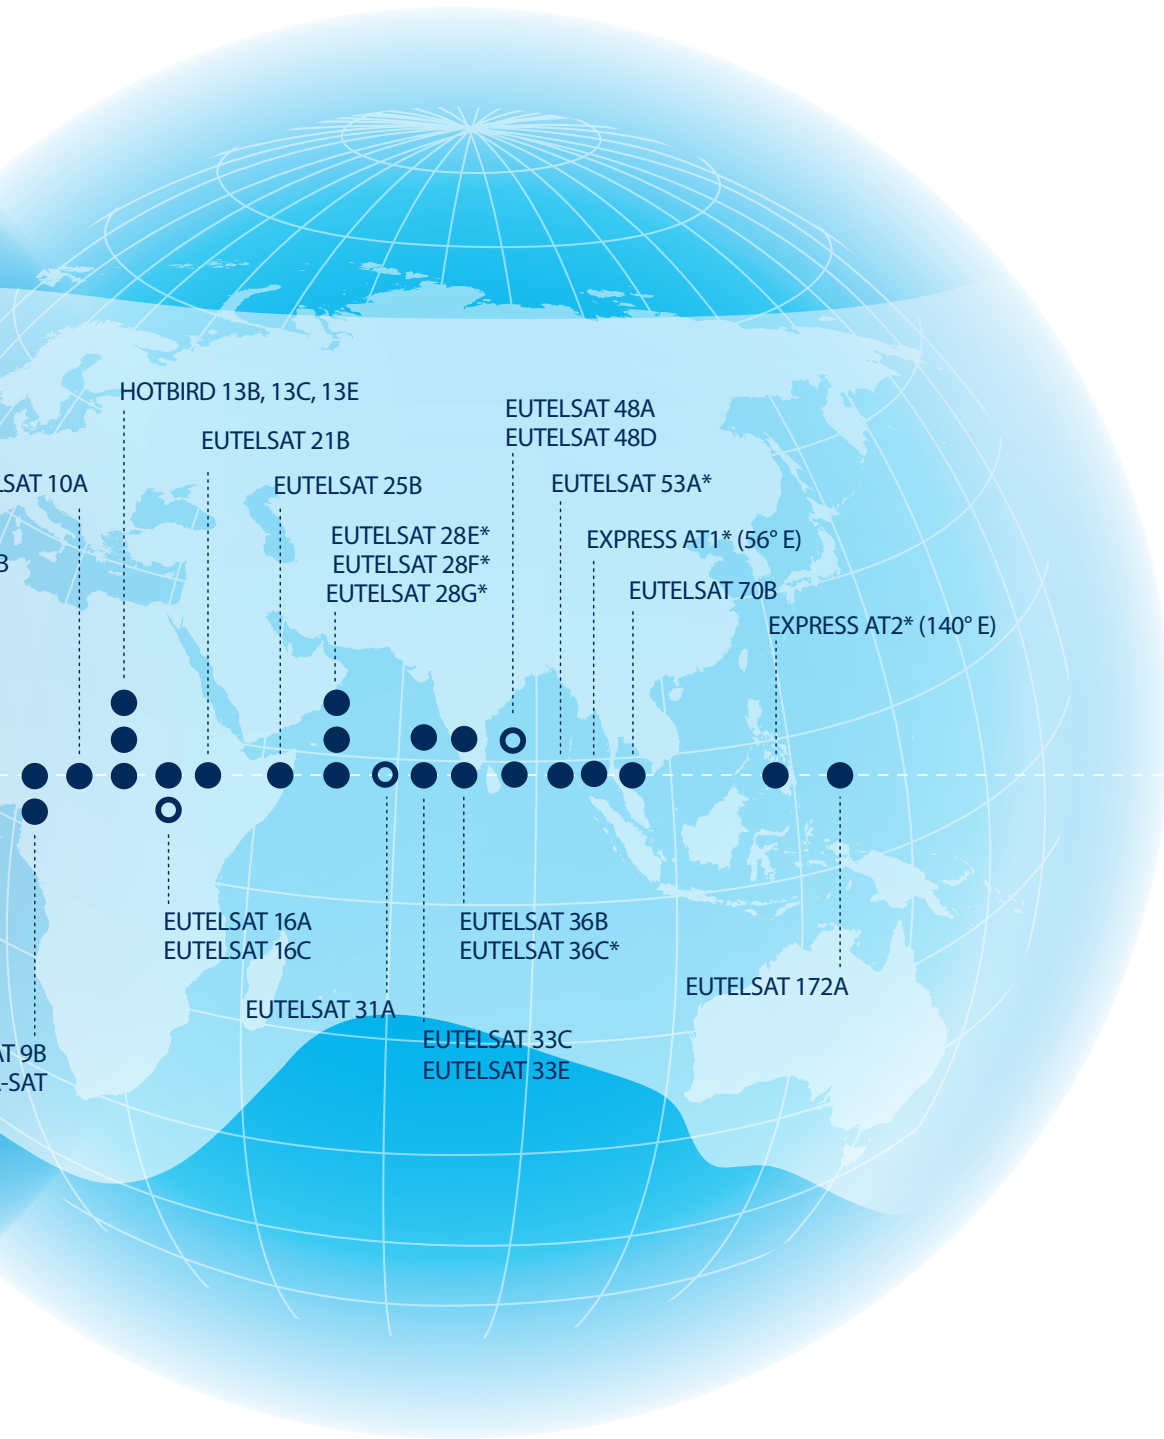 HOTBIRD 13B, 13C, 13E
EUTELSAT 48A
EUTELSAT 48D
EUTELSAT 21B
LSAT 10A
EUTELSAT 25B
EUTELSAT 53A*
EUTELSAT 28E*
EUTELSAT 28F*
EUTELSAT 28G*
EXPRESS AT1* (56° E)
B
EUTELSAT 70B
EXPRESS AT2* (140° E)
EUTELSAT 16A
EUTELSAT 16C
EUTELSAT 36B
EUTELSAT 36C*
EUTELSAT 172A
EUTELSAT 31A
EUTELSAT 33C
EUTELSAT 33E
AT 9B
-SAT